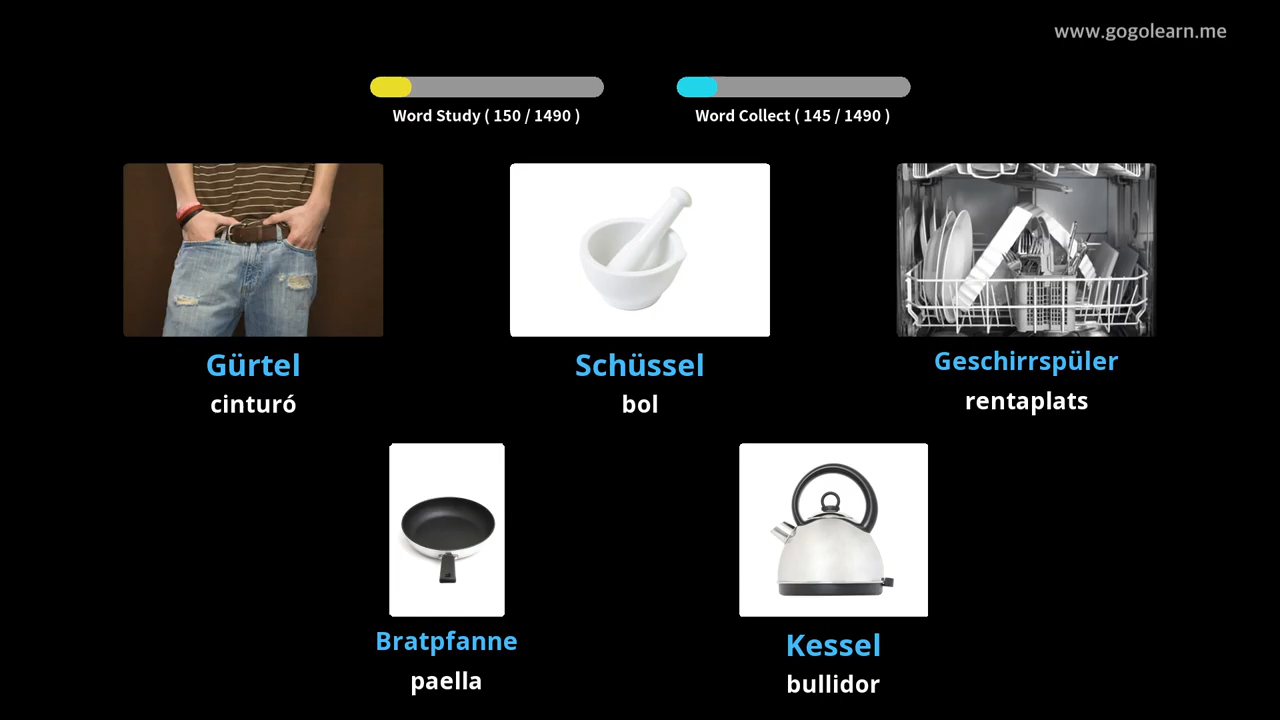 www.gogolearn.me
Word Study ( 150 / 1490 )
Word Collect ( 145 / 1490 )
Gürtel
cinturó
Schüssel
bol
Geschirrspüler
rentaplats
Bratpfanne
paella
Kessel
bullidor